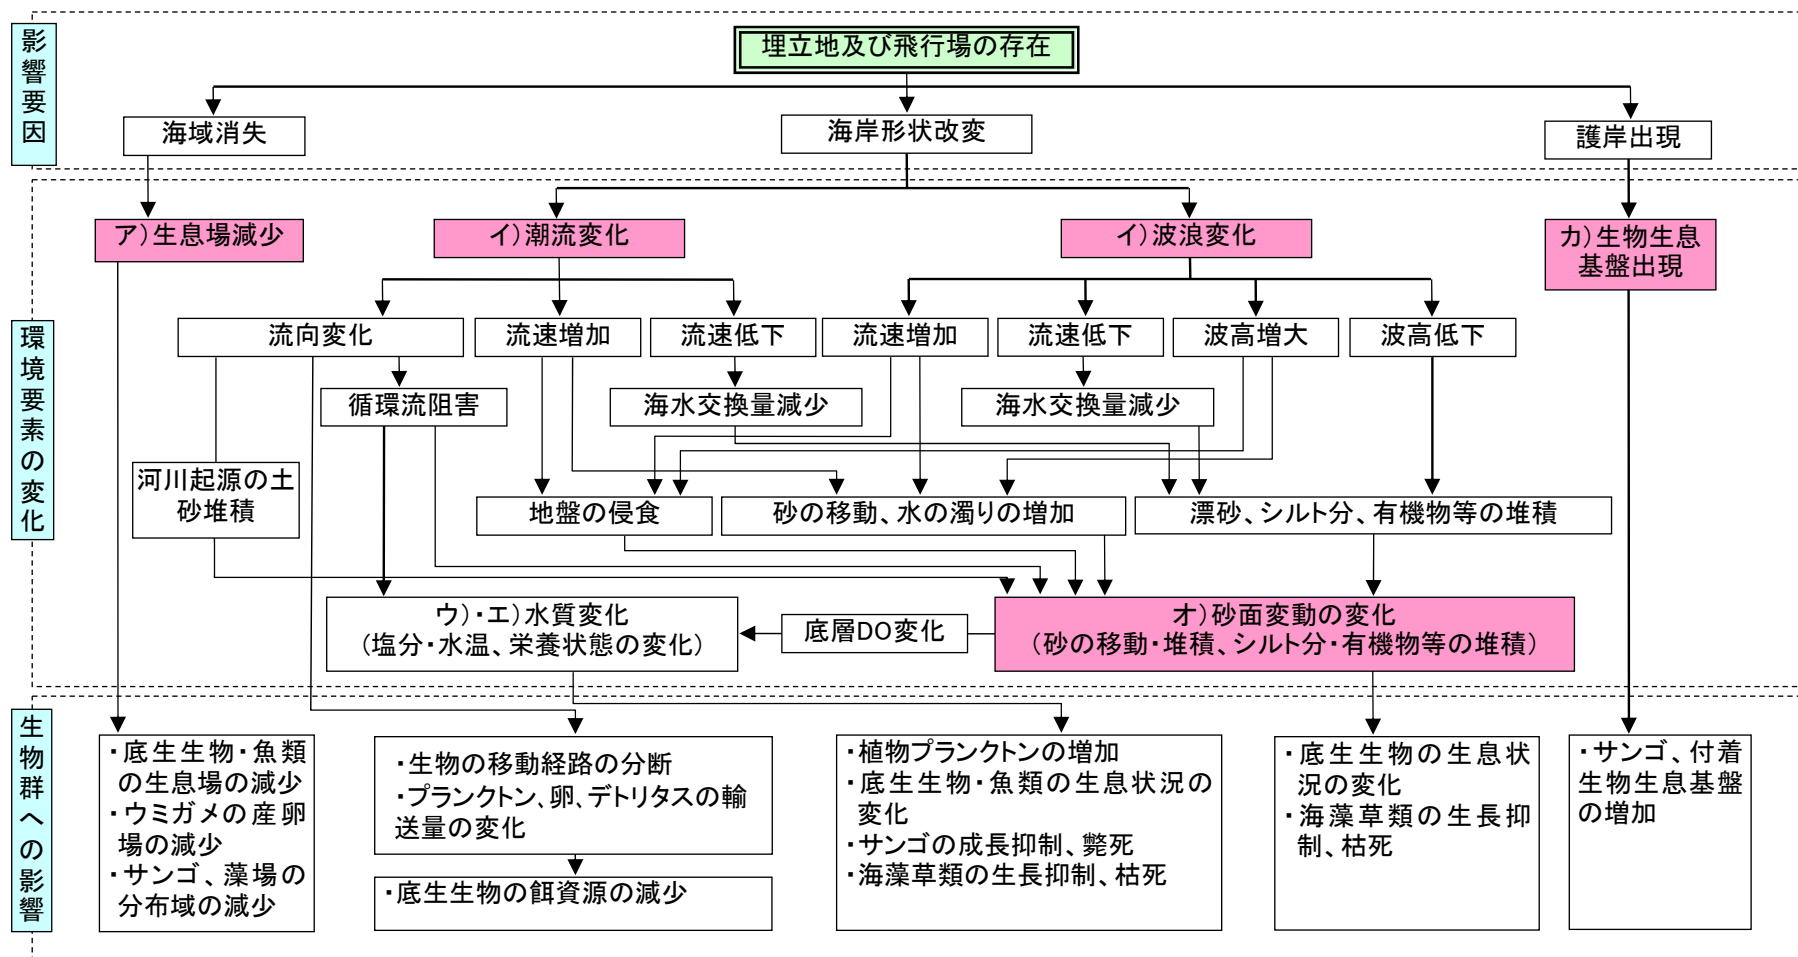 影響要因
埋立地及び飛行場の存在
海域消失
海岸形状改変
護岸出現
環境要素の変化
ア）生息場減少
イ）潮流変化
イ）波浪変化
カ）生物生息
基盤出現
流向変化
流速増加
流速低下
流速増加
流速低下
波高増大
波高低下
循環流阻害
海水交換量減少
海水交換量減少
河川起源の土
砂堆積
地盤の侵食
砂の移動、水の濁りの増加
漂砂、シルト分、有機物等の堆積
ウ）・エ）水質変化
（塩分・水温、栄養状態の変化）
底層DO変化
オ）砂面変動の変化
（砂の移動・堆積、シルト分・有機物等の堆積）
生物群への影響
・底生生物・魚類
の生息場の減少
・ウミガメの産卵
場の減少
・サンゴ、藻場の
分布域の減少
・生物の移動経路の分断
・プランクトン、卵、デトリタスの輸
送量の変化
・底生生物の餌資源の減少
・植物プランクトンの増加
・底生生物・魚類の生息状況の
変化
・サンゴの成長抑制、斃死
・海藻草類の生長抑制、枯死
・底生生物の生息状
況の変化
・海藻草類の生長抑
制、枯死
・サンゴ、付着
生物生息基盤
の増加